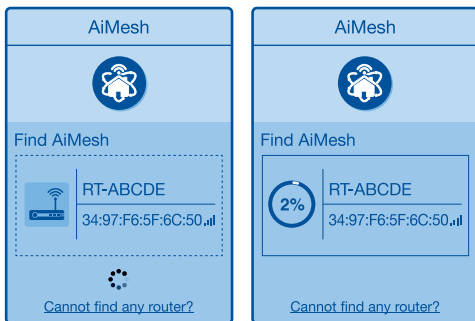 AiMesh
Find AiMesh
RT-ABCDE
34:97:F6:5F:6C:50
Cannot find any router?
AiMesh
Find AiMesh
2%
RT-ABCDE
34:97:F6:5F:6C:50
Cannot find any router?